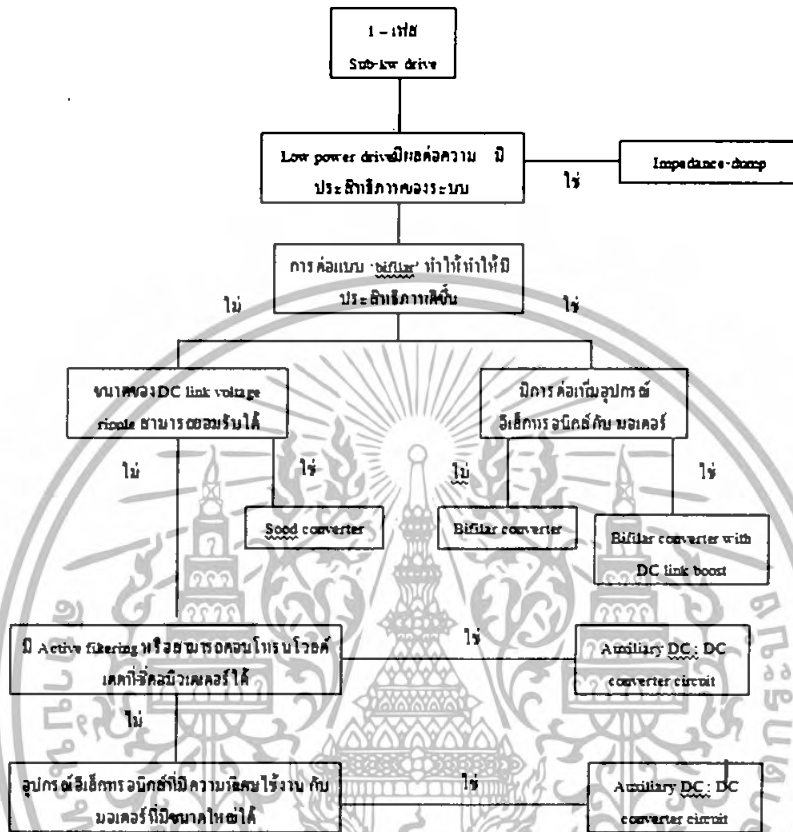 1 – เฟส
Sub-kw drive
Low power driveมีผลต่อความ มี
ประสิทธิภาพของระบบ
ใช่
Impedance-dump
การต่อแบบ 'bifilar' ทำให้ทำให้มี
ประสิทธิภาพดีขึ้น
ไม่
ใช่
ขนาดของDC link voltage
ripple สามารถยอมรับได้
มีการต่อเพิ่มอุปกรณ์
อิเล็กทรอนิกส์กับ มอเตอร์
ไม่
ใช่
ไม่
ใช่
Sood converter
Bifilar converter
Bifilar converter with
DC link boost
มี Active filtering หรือสามารถคอนโทรนโวลต์
เตดที่ซี่คอมิวเตเตอร์ได้
ใช่
Auxiliary DC : DC
converter circuit
ไม่
อุปกรณ์อิเล็กทรอนิกส์ที่มีความพิเศษใช้งาน กับ
มอเตอร์ที่มีขนาดใหญ่ได้
ใช่
Auxiliary DC : DC
converter circuit